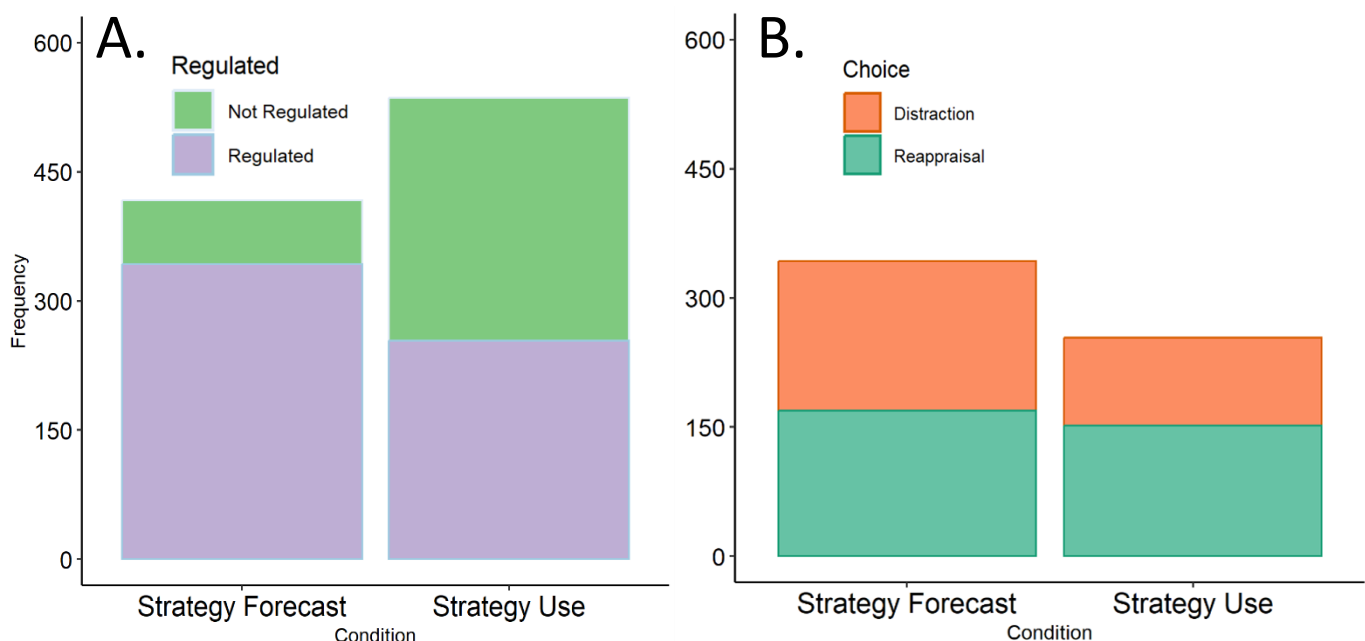 A.
Regulated
Not Regulated
Regulated
600
450
300
150
0
Frequency
Strategy Forecast
Strategy Use
Condition
B.
Choice
Distraction
Reappraisal
600
450
300
150
0
Strategy Forecast
Strategy Use
Condition